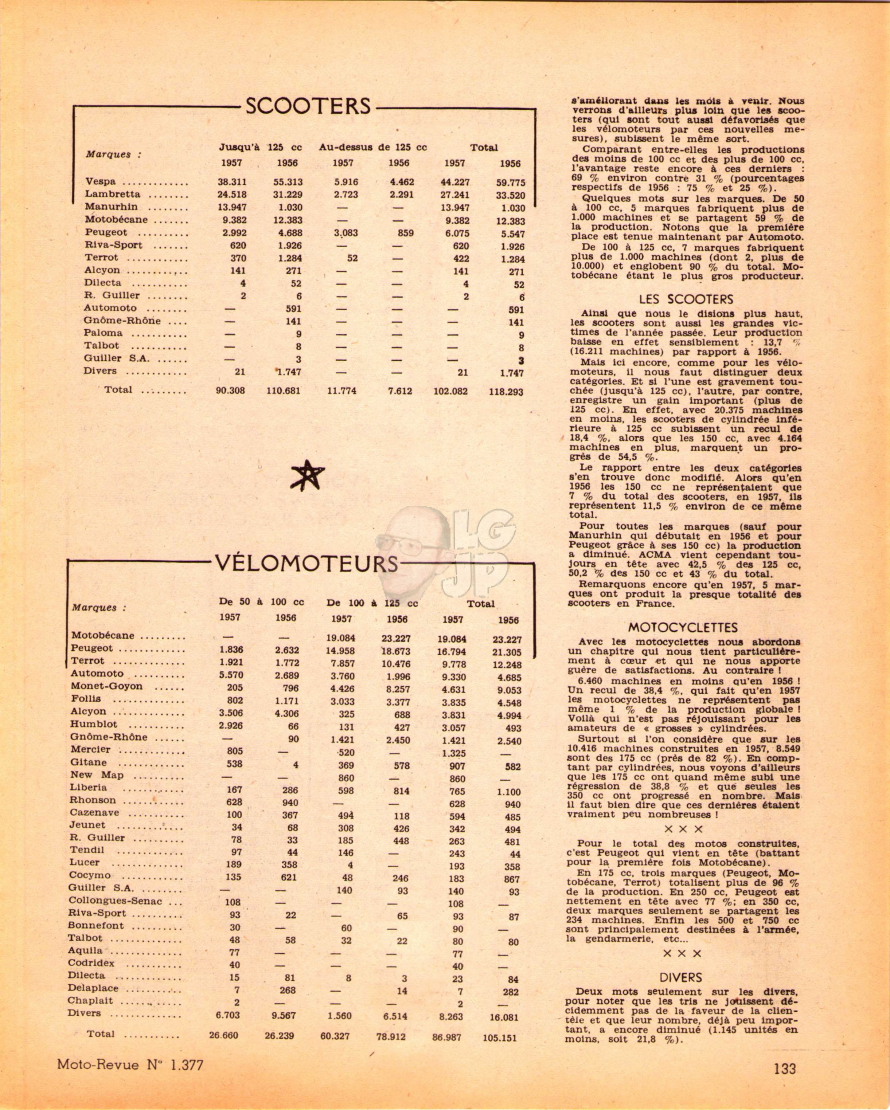 SCOOTERS
Marques : Jusqu'à 125 cc Au-dessus de 125 cc Total
1957 1956 1957 1956 1957 1956
Vespa ............. 38.311 55.313 5.916 4.462 44.227 59.775
Lambretta ........ 24.518 31.229 2.723 2.291 27.241 33.520
Manurhin ........ 13.947 1.030 — — 13.947 1.030
Motobécane ....... 9.382 12.383 — — 9.382 12.383
Peugeot ........... 2.992 4.688 3.083 859 6.075 5.547
Riva-Sport ....... 620 1.926 — — 620 1.926
Terrot ............ 370 1.284 52 — 422 1.284
Alcyon ............ 141 271 — — 141 271
Dilecta ........... 4 52 — — 4 52
R. Guiller ........ 2 6 — — 2 6
Automoto ........ — 591 — — — 591
Gnôme-Rhône .... — 141 — — — 141
Paloma ........... — 9 — — — 9
Talbot ............ — 8 — — — 8
Guiller S.A. ...... — 3 — — — 3
Divers ............ 21 1.747 — — 21 1.747
Total ......... 90.308 110.681 11.774 7.612 102.082 118.293
LG
JP
VÉLOMOTEURS
Marques : De 50 à 100 cc De 100 à 125 cc Total
1957 1956 1957 1956 1957 1956
Motobécane ......... — — 19.084 23.227 19.084 23.227
Peugeot ............. 1.836 2.632 14.958 18.673 16.794 21.305
Terrot .............. 1.921 1.772 7.857 10.476 9.778 12.248
Automoto ........... 5.570 2.689 3.760 1.996 9.330 4.685
Monet-Goyon ...... 205 796 4.426 8.257 4.631 9.053
Follis .............. 802 1.171 3.033 3.377 3.835 4.548
Alcyon .............. 3.506 4.306 325 688 3.831 4.994
Humblot ........... 2.926 66 131 427 3.057 493
Gnôme-Rhône ...... — 90 1.421 2.450 1.421 2.540
Mercier ............. 805 — 520 — 1.325 —
Gitane .............. 538 4 369 578 907 582
New Map .......... — — 860 — 860 —
Liberia ............. 167 286 598 814 765 1.100
Rhonson ............ 628 940 — — 628 940
Cazenave ........... 100 367 494 118 594 485
Jeunet .............. 34 68 308 426 342 494
R. Guiller .......... 78 33 185 448 263 481
Tendil .............. 97 44 146 — 243 44
Lucer ............... 189 358 4 — 193 358
Cocymo ............. 135 621 48 246 183 867
Guiller S.A. ........ — — 140 93 140 93
Collongues-Senac ... 108 — — — 108 —
Riva-Sport .......... 93 22 — 65 93 87
Bonnefont .......... 30 — 60 — 90 —
Talbot .............. 48 58 32 22 80 80
Aquila .............. 77 — — — 77 —
Codridex ........... 40 — — — 40 —
Dilecta ............. 15 81 8 3 23 84
Delaplace ........... 7 268 — 14 7 282
Chaplait ............ 2 — — — 2 —
Divers .............. 6.703 9.567 1.560 6.514 8.263 16.081
Total ........... 26.660 26.239 60.327 78.912 86.987 105.151
s'améliorant dans les mois à venir. Nous
verrons d'ailleurs plus loin que les scoo-
ters (qui sont tout aussi défavorisés que
les vélomoteurs par ces nouvelles me-
sures), subissent le même sort.
Comparant entre-elles les productions
des moins de 100 cc et des plus de 100 cc,
l'avantage reste encore à ces derniers :
69 % environ contre 31 % (pourcentages
respectifs de 1956 : 75 % et 25 %).
Quelques mots sur les marques. De 50
à 100 cc, 5 marques fabriquent plus de
1.000 machines et se partagent 59 % de
la production. Notons que la première
place est tenue maintenant par Automoto.
De 100 à 125 cc, 7 marques fabriquent
plus de 1.000 machines (dont 2, plus de
10.000) et englobent 90 % du total. Mo-
tobécane étant le plus gros producteur.
LES SCOOTERS
Ainsi que nous le disions plus haut,
les scooters sont aussi les grandes vic-
times de l'année passée. Leur production
baisse en effet sensiblement : 13,7 %
(16.211 machines) par rapport à 1956.
Mais ici encore, comme pour les vélo-
moteurs, il nous faut distinguer deux
catégories. Et si l'une est gravement tou-
chée (jusqu'à 125 cc), l'autre, par contre,
enregistre un gain important (plus de
125 cc). En effet, avec 20.375 machines
en moins, les scooters de cylindrée infé-
rieure à 125 cc subissent un recul de
18,4 %, alors que les 150 cc, avec 4.164
machines en plus, marquent un pro-
grès de 54,5 %.
Le rapport entre les deux catégories
s'en trouve donc modifié. Alors qu'en
1956 les 150 cc ne représentaient que
7 % du total des scooters, en 1957, ils
représentent 11,5 % environ de ce même
total.
Pour toutes les marques (sauf pour
Manurhin qui débutait en 1956 et pour
Peugeot grâce à ses 150 cc) la production
a diminué. ACMA vient cependant tou-
jours en tête avec 42,5 % des 125 cc,
50,2 % des 150 cc et 43 % du total.
Remarquons encore qu'en 1957, 5 mar-
ques ont produit la presque totalité des
scooters en France.
MOTOCYCLETTES
Avec les motocyclettes nous abordons
un chapitre qui nous tient particulière-
ment à cœur et qui ne nous apporte
guère de satisfactions. Au contraire !
6.460 machines en moins qu'en 1956 !
Un recul de 38,4 %, qui fait qu'en 1957
les motocyclettes ne représentent pas
même 1 % de la production globale !
Voilà qui n'est pas réjouissant pour les
amateurs de « grosses » cylindrées.
Surtout si l'on considère que sur les
10.416 machines construites en 1957, 8.549
sont des 175 cc (près de 82 %). En comp-
tant par cylindrées, nous voyons d'ailleurs
que les 175 cc ont quand même subi une
régression de 38,8 % et que seules les
350 cc ont progressé en nombre. Mais
il faut bien dire que ces dernières étaient
vraiment peu nombreuses !
× × ×
Pour le total des motos construites,
c'est Peugeot qui vient en tête (battant
pour la première fois Motobécane).
En 175 cc, trois marques (Peugeot, Mo-
tobécane, Terrot) totalisent plus de 96 %
de la production. En 250 cc, Peugeot est
nettement en tête avec 77 %; en 350 cc,
deux marques seulement se partagent les
234 machines. Enfin les 500 et 750 cc
sont principalement destinées à l'armée,
la gendarmerie, etc...
× × ×
DIVERS
Deux mots seulement sur les divers,
pour noter que les tris ne jouissent dé-
cidemment pas de la faveur de la clien-
tèle et que leur nombre, déjà peu impor-
tant, a encore diminué (1.145 unités en
moins, soit 21,8 %).
Moto-Revue N° 1.377
133